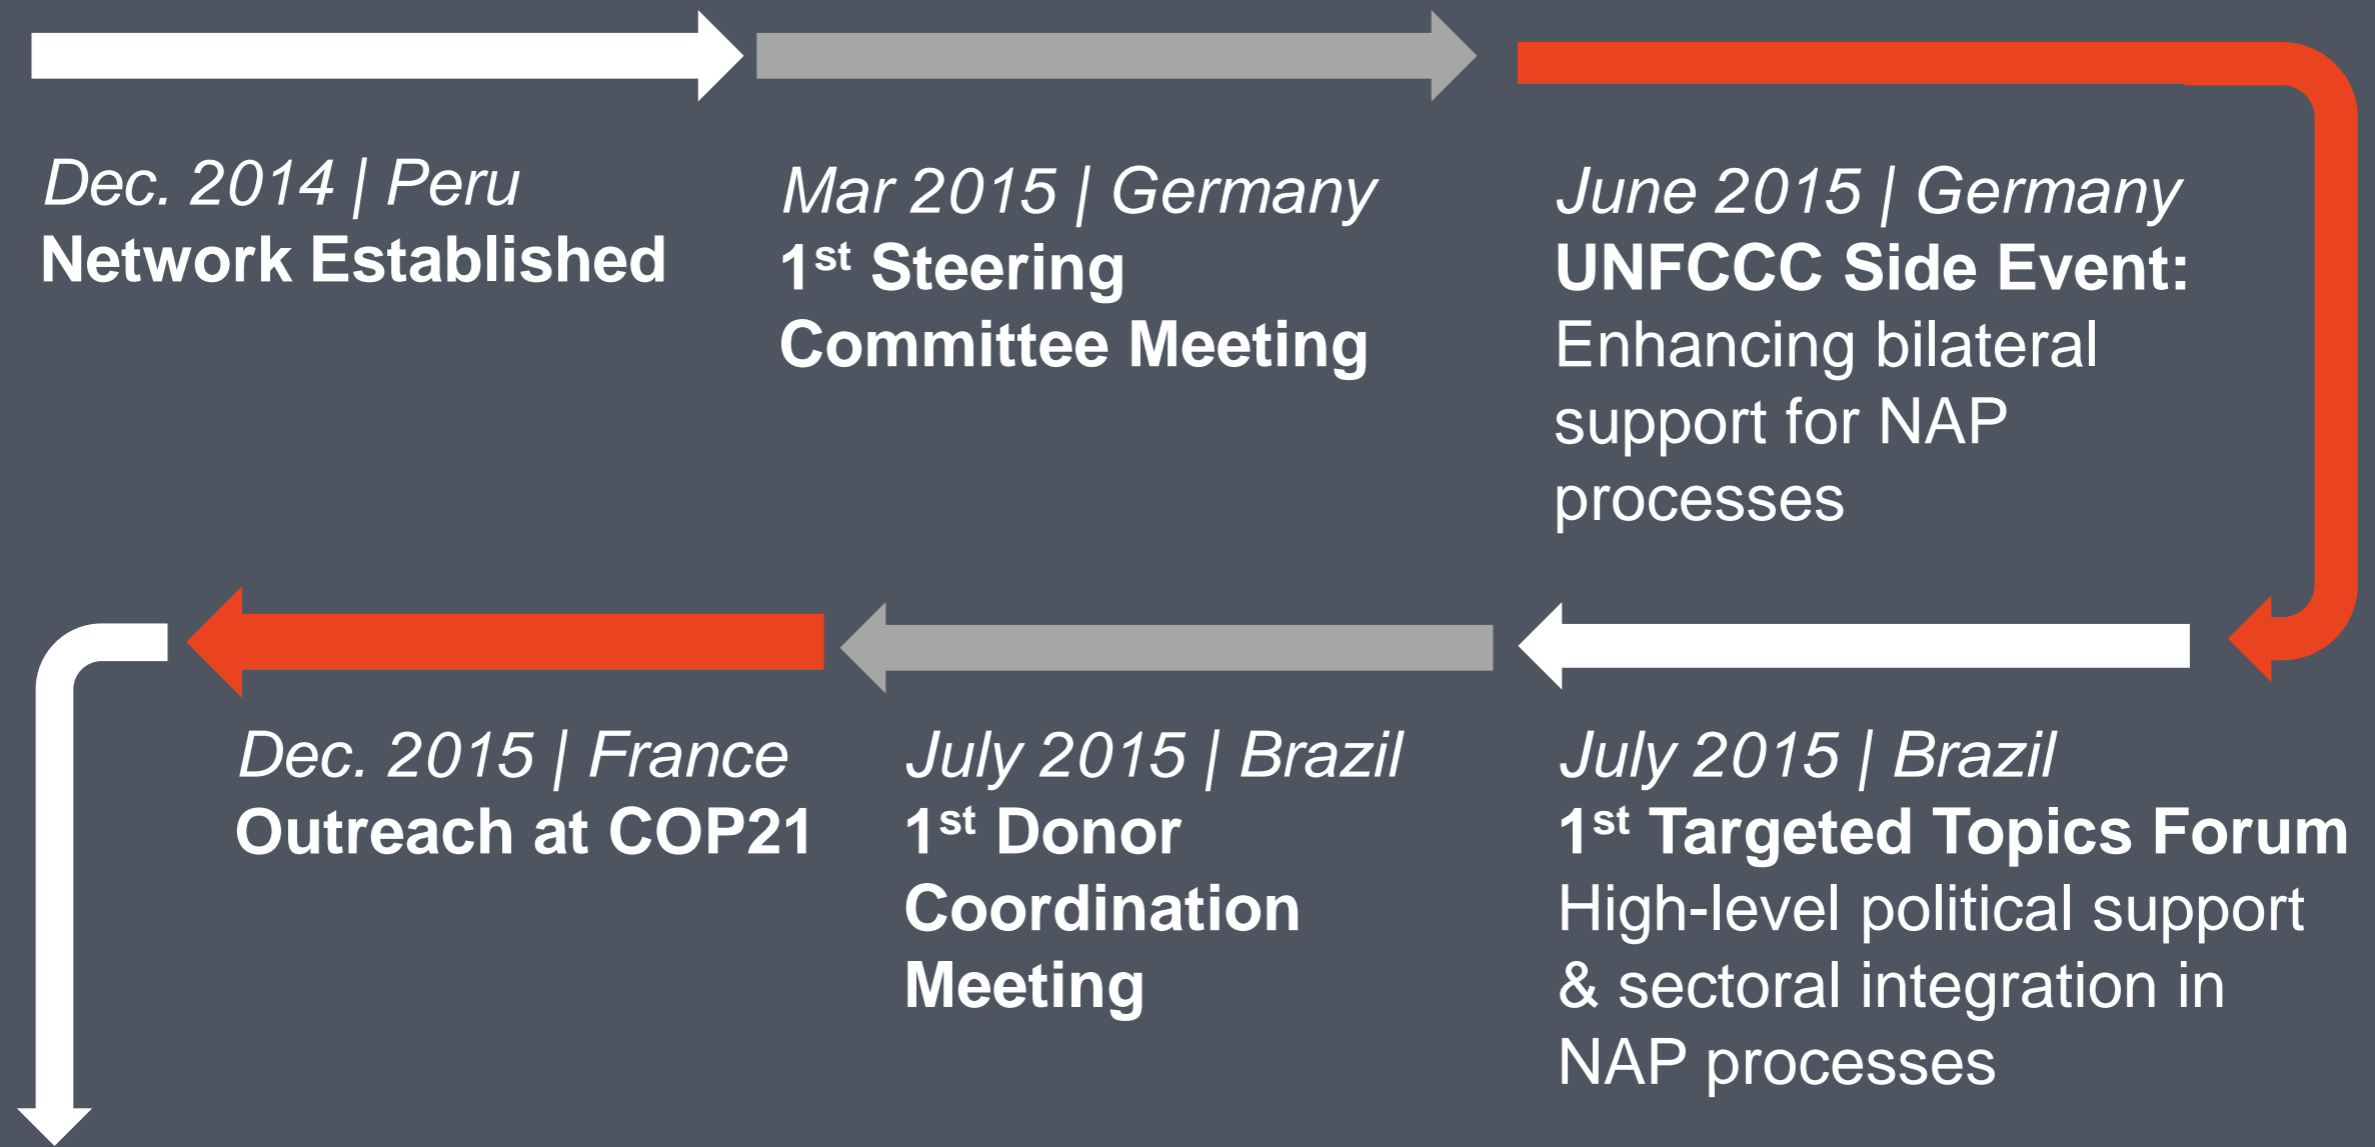 Dec. 2014 | Peru
Network Established
Mar 2015 | Germany
1st Steering
Committee Meeting
June 2015 | Germany
UNFCCC Side Event:
Enhancing bilateral
support for NAP
processes
July 2015 | Brazil
1st Targeted Topics Forum
High-level political support
& sectoral integration in
NAP processes
July 2015 | Brazil
1st Donor
Coordination
Meeting
Dec. 2015 | France
Outreach at COP21